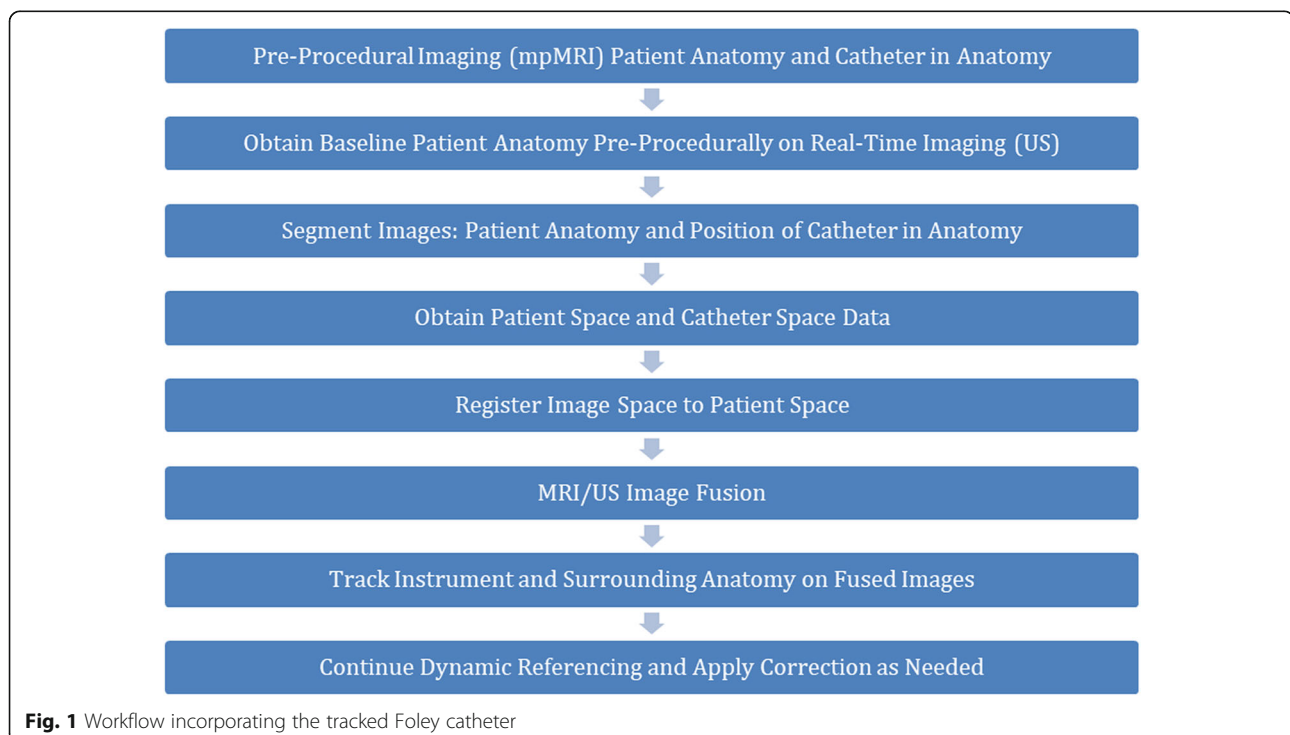 Pre-Procedural Imaging (mpMRI) Patient Anatomy and Catheter in Anatomy
Obtain Baseline Patient Anatomy Pre-Procedurally on Real-Time Imaging (US)
Segment Images: Patient Anatomy and Position of Catheter in Anatomy
Obtain Patient Space and Catheter Space Data
Register Image Space to Patient Space
MRI/US Image Fusion
Track Instrument and Surrounding Anatomy on Fused Images
Continue Dynamic Referencing and Apply Correction as Needed
Fig. 1 Workflow incorporating the tracked Foley catheter